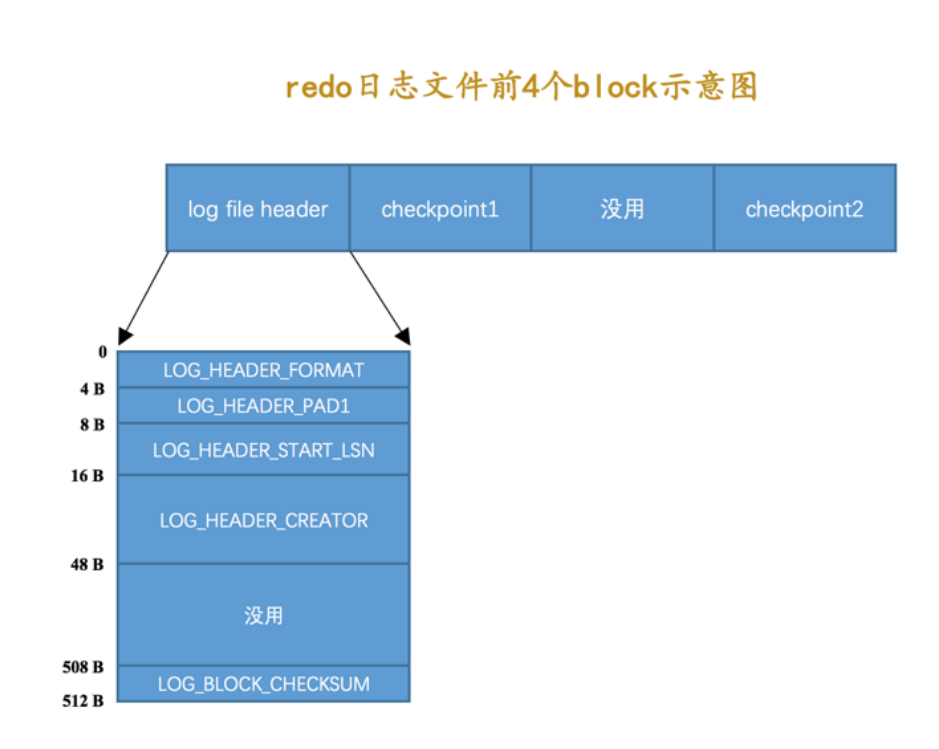 redo日志文件前4个block示意图
log file header
checkpoint1
没用
checkpoint2
0
LOG_HEADER_FORMAT
4 B
LOG_HEADER_PAD1
8 B
LOG_HEADER_START_LSN
16 B
LOG_HEADER_CREATOR
48 B
没用
508 B
LOG_BLOCK_CHECKSUM
512 B